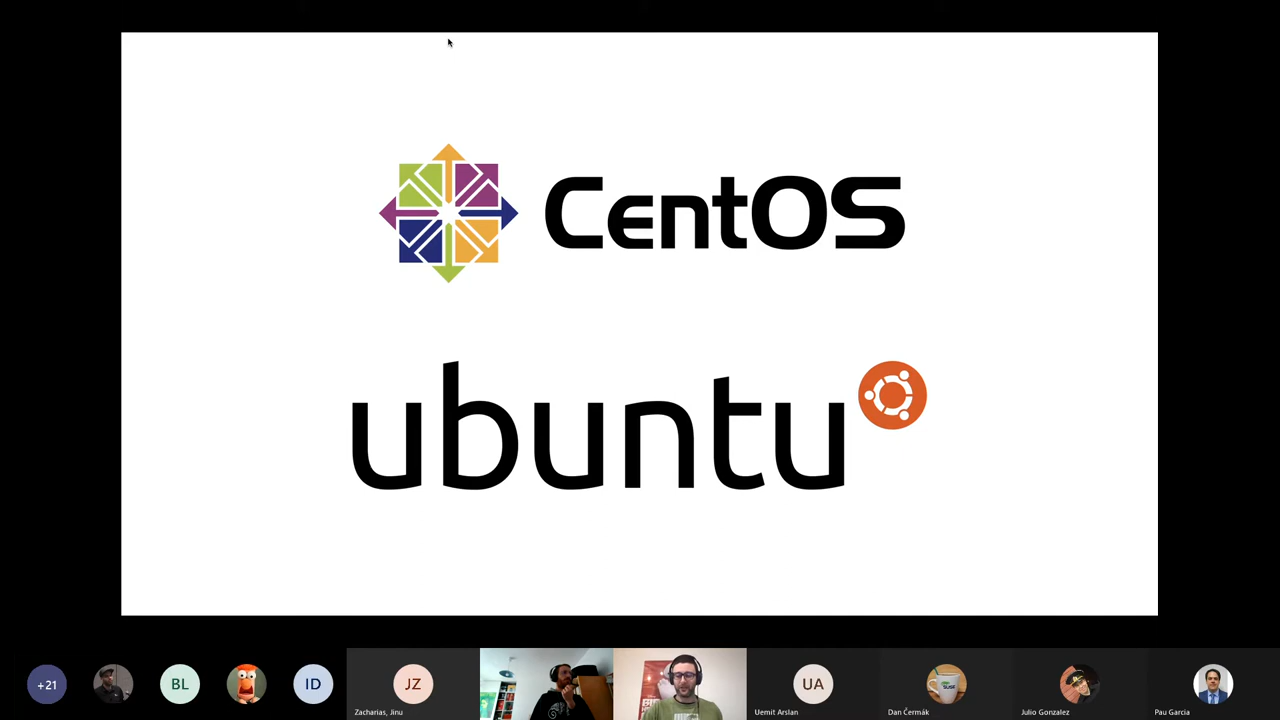 CentOS
ubuntu
+21
BL
ID
JZ
Zacharias, Jinu
UA
Uemit Arslan
Dan Čermák
Julio Gonzalez
Pau Garcia